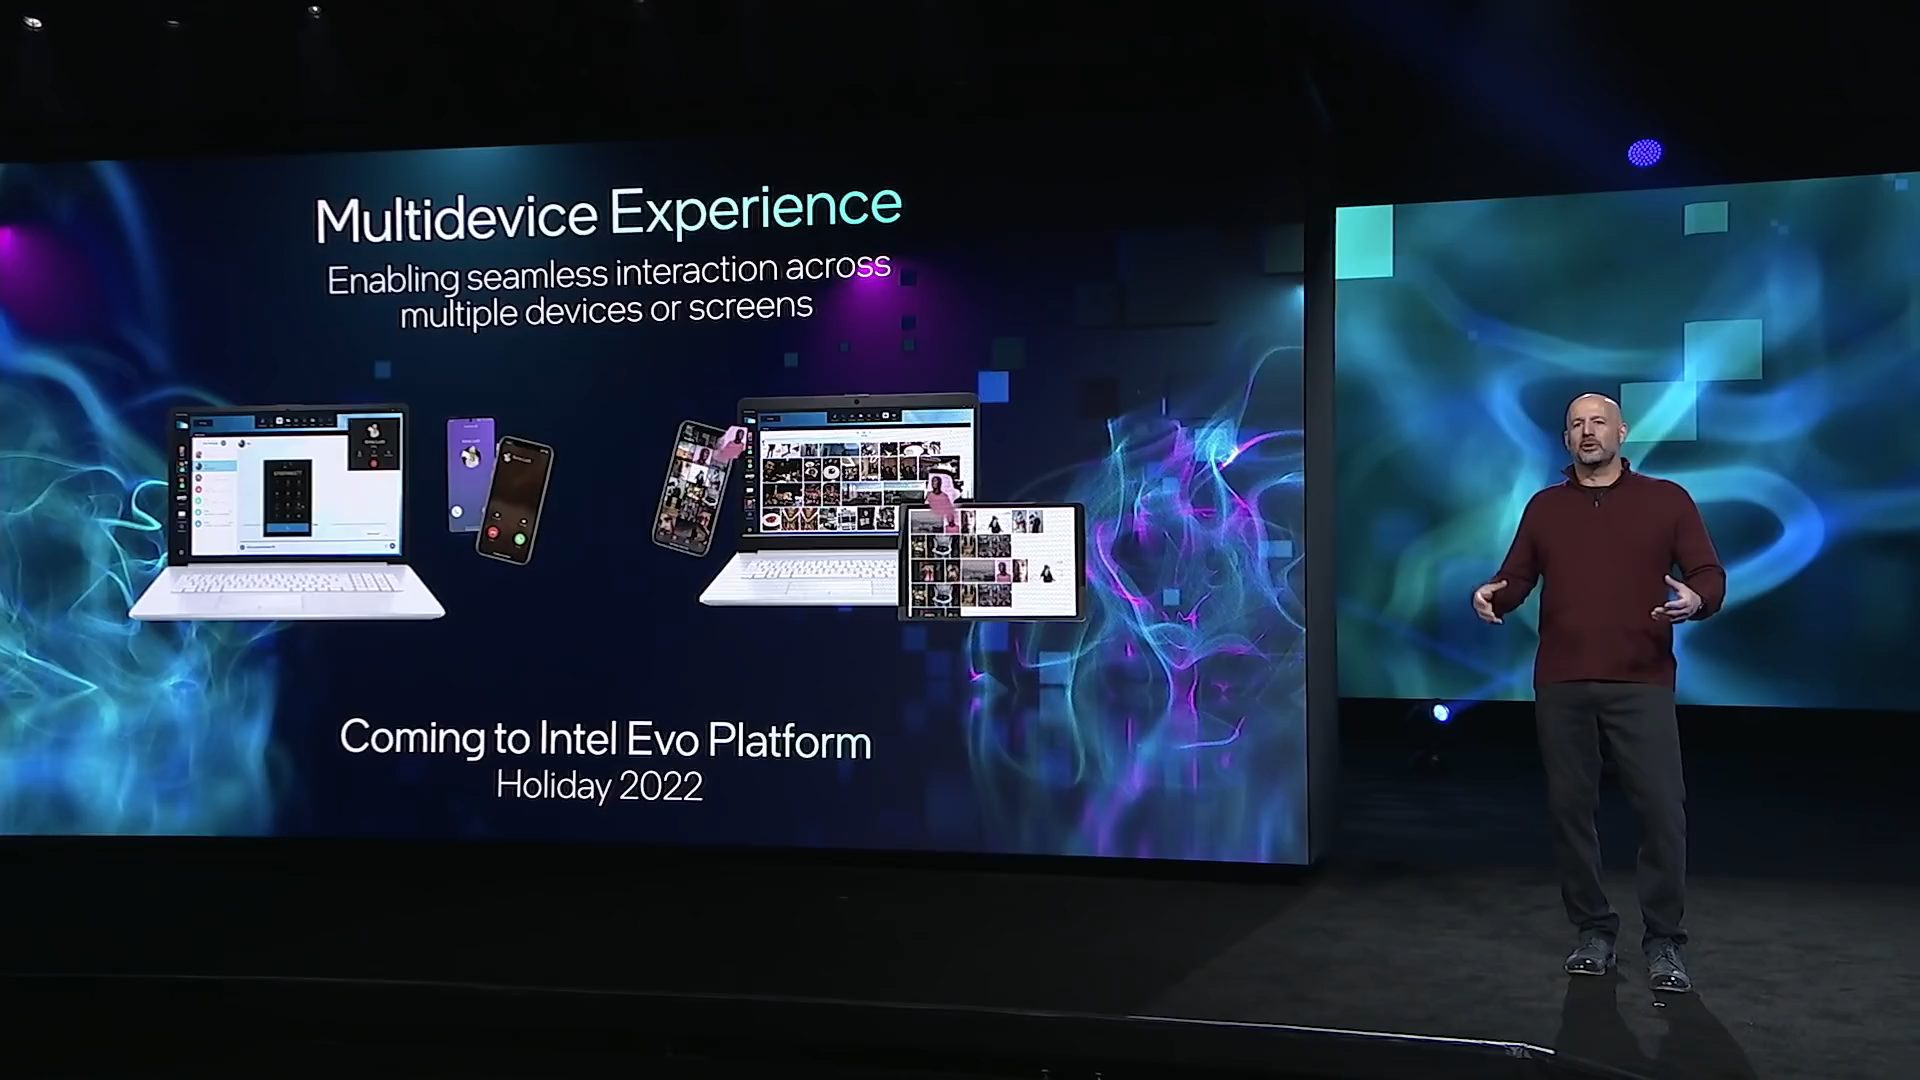 Multidevice Experience
Enabling seamless interaction across
multiple devices or screens
Coming to Intel Evo Platform
Holiday 2022